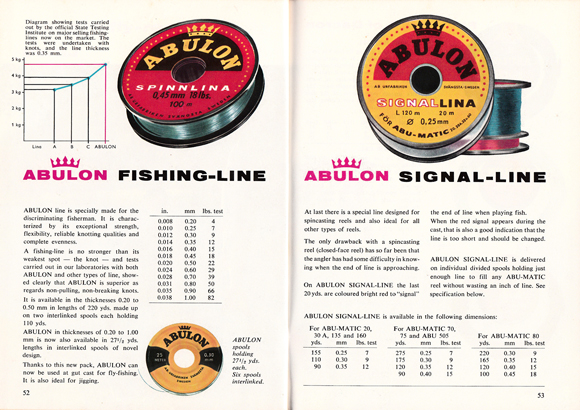 Diagram showing tests carried
out by the official State Testing
Institute on major selling fishing-
lines now on the market. The
tests were undertaken with
knots, and the line thickness
was 0.35 mm.
5 kg
4 kg
3 kg
2 kg
1 kg
Line A B C ABULON
ABULON
SPINNLINA
0,45 mm 18 lbs.
100 m
ABULON FISHING-LINE
ABULON line is specially made for the
discriminating fisherman. It is charac-
terized by its exceptional strength,
flexibility, reliable knotting qualities and
complete evenness.
A fishing-line is no stronger than its
weakest spot — the knot — and tests
carried out in our laboratories with both
ABULON and other types of line, show-
ed clearly that ABULON is superior as
regards non-pulling, non-breaking knots.
It is available in the thicknesses 0.20 to
0.50 mm in lengths of 220 yds. made up
on two interlocked spools each holding
110 yds.
ABULON in thicknesses of 0.20 to 1.00
mm is now also available in 27 1/3 yds.
lengths in interlocked spools of novel
design.
Thanks to this new pack, ABULON can
now be used at gut cast for fly-fishing.
It is also ideal for jigging.
in. mm lbs. test
0.008 0.20 4
0.010 0.25 7
0.012 0.30 9
0.014 0.35 12
0.016 0.40 15
0.018 0.45 18
0.020 0.50 22
0.024 0.60 29
0.028 0.70 39
0.031 0.80 50
0.035 0.90 66
0.038 1.00 82
ABULON
25 METER
0,30 mm
ABULON
spools
holding
27 1/3 yds.
each.
Six spools
interlinked.
52
ABULON
AB URFABRIKEN SVÄNGSTA-SWEDEN
SIGNALLINA
L 120 m 20 m
Ø 0,25 mm
FÖR ABU-MATIC
ABULON SIGNAL-LINE
At last there is a special line designed for
spincasting reels and also ideal for all
other types of reels.
The only drawback with a spincasting
reel (closed-face reel) has so far been that
the angler has had some difficulty in know-
ing when the end of line is approaching.
On ABULON SIGNAL-LINE the last
20 yds. are coloured bright red to "signal"
the end of line when playing fish.
When the red signal appears during the
cast, that is also a good indication that the
line is too short and should be changed.
ABULON SIGNAL-LINE is delivered
on individual divided spools holding just
enough line to fill any ABU-MATIC
reel without wasting an inch of line. See
specification below.
ABULON SIGNAL-LINE is available in the following dimensions:
For ABU-MATIC 20,
30 A, 135 and 160
yds. mm lbs. test
155 0.25 7
110 0.30 9
90 0.35 12
For ABU-MATIC 70,
75 and ABU 505
yds. mm lbs. test
275 0.25 7
175 0.30 9
120 0.35 12
90 0.40 15
For ABU-MATIC 80
yds. mm lbs. test
220 0.30 9
165 0.35 12
120 0.40 15
100 0.45 18
53